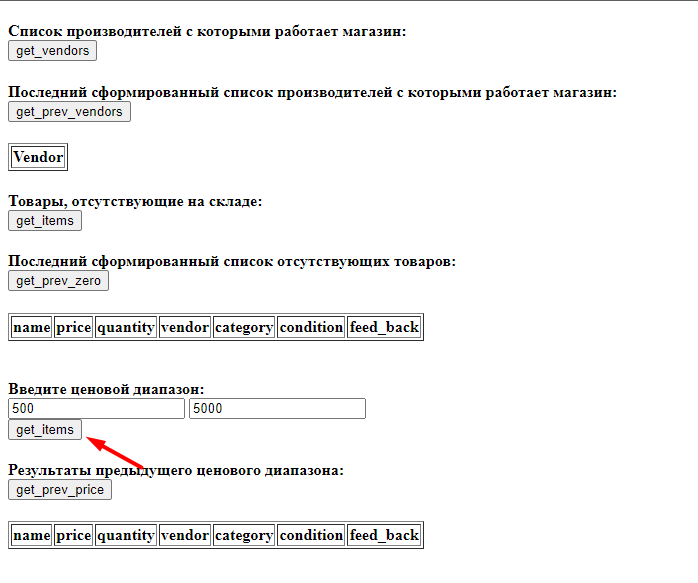 Список производителей с которыми работает магазин:
get_vendors
Последний сформированный список производителей с которыми работает магазин:
get_prev_vendors
Vendor
Товары, отсутствующие на складе:
get_items
Последний сформированный список отсутствующих товаров:
get_prev_zero
name price quantity vendor category condition feed_back
Введите ценовой диапазон:
500 5000
get_items
Результаты предыдущего ценового диапазона:
get_prev_price
name price quantity vendor category condition feed_back